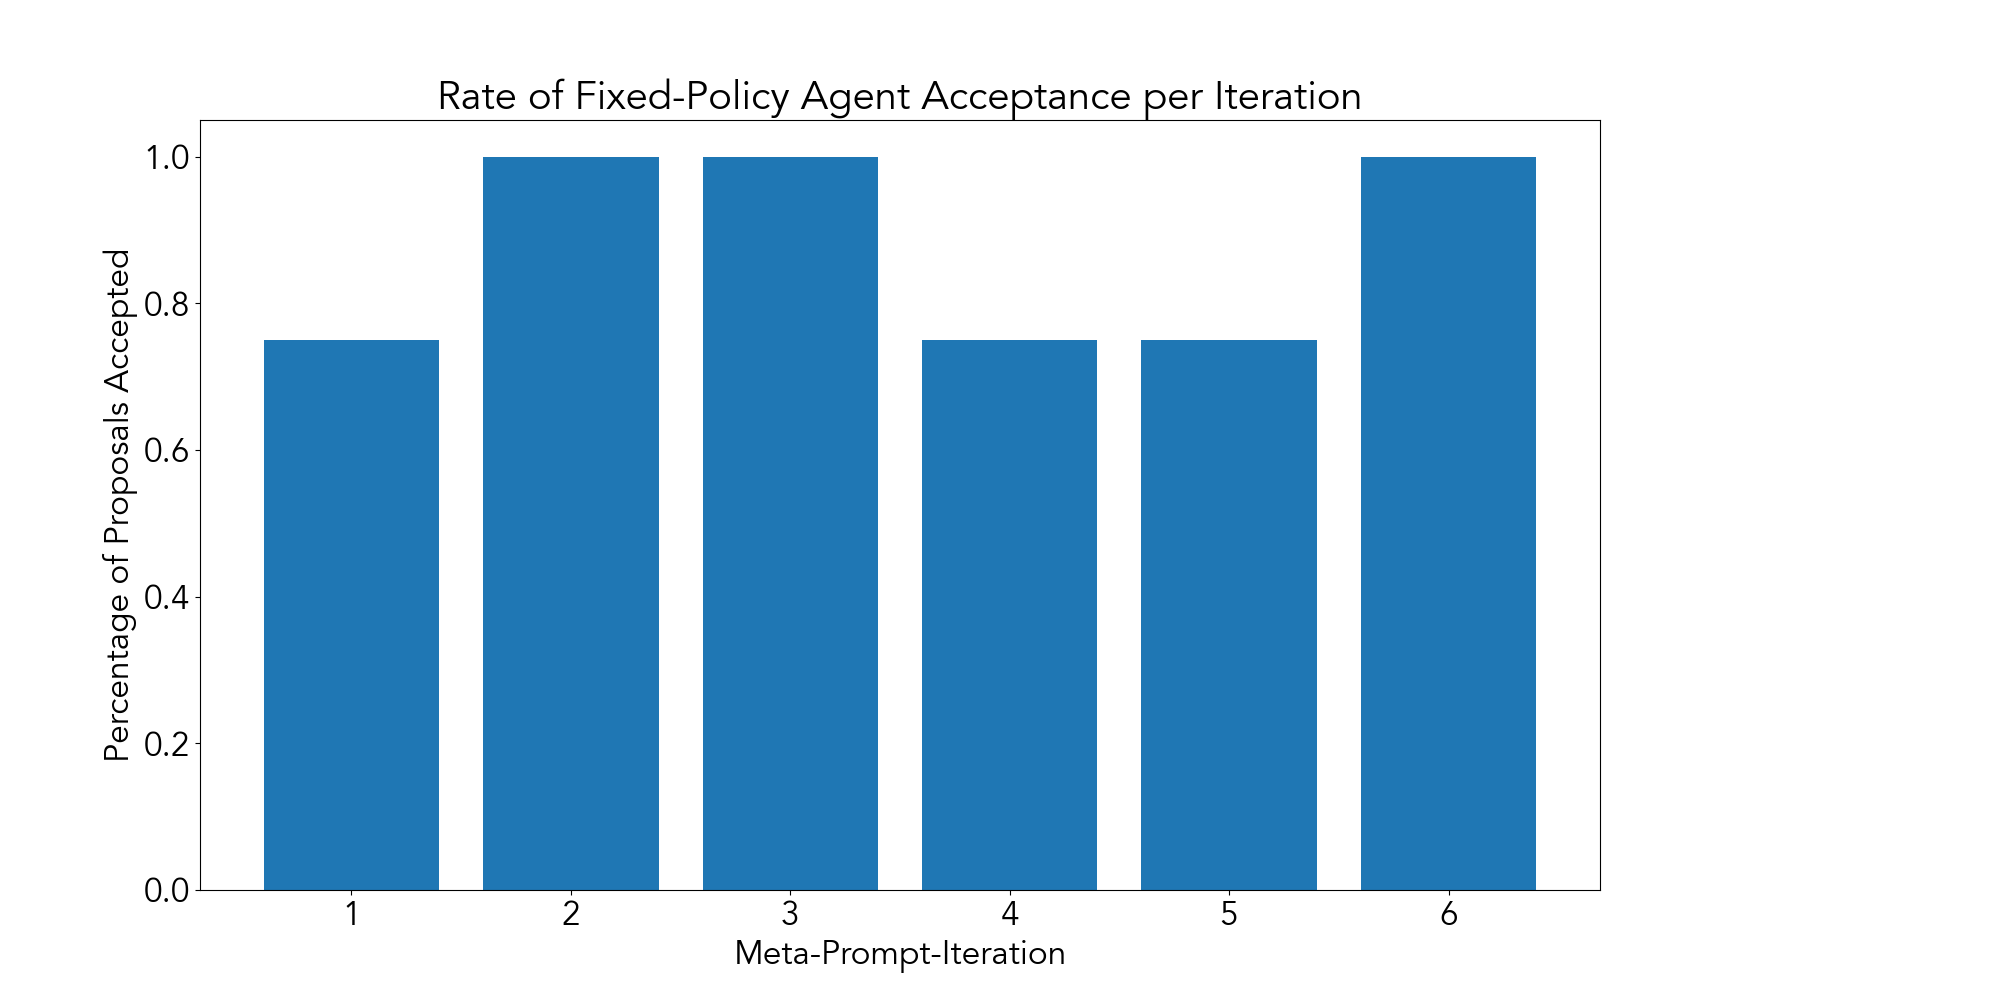 Rate of Fixed-Policy Agent Acceptance per Iteration
Percentage of Proposals Accepted
1.0
0.8
0.6
0.4
0.2
0.0
1 2 3 4 5 6
Meta-Prompt-Iteration